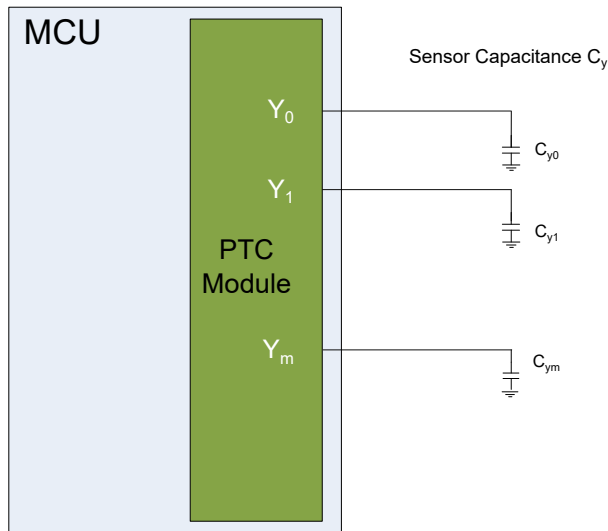 MCU
Sensor Capacitance Cy
Y0
Cy0
Y1
Cy1
PTC
Module
Ym
Cym